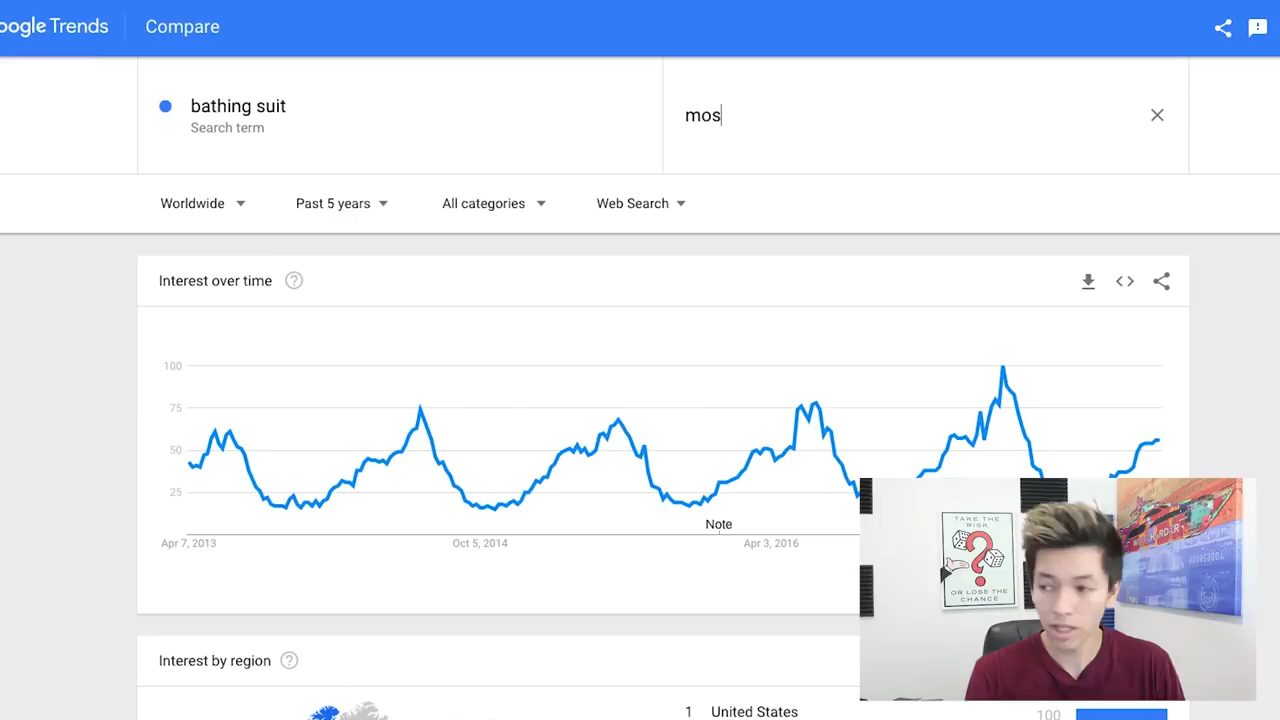 oogle Trends
Compare
bathing suit
Search term
mos
Worldwide
Past 5 years
All categories
Web Search
Interest over time
100
75
50
25
Note
Apr 7, 2013
Oct 5, 2014
Apr 3, 2016
TAKE THE
RISK
OR LOSE THE
CHANCE
Interest by region
1 United States
100